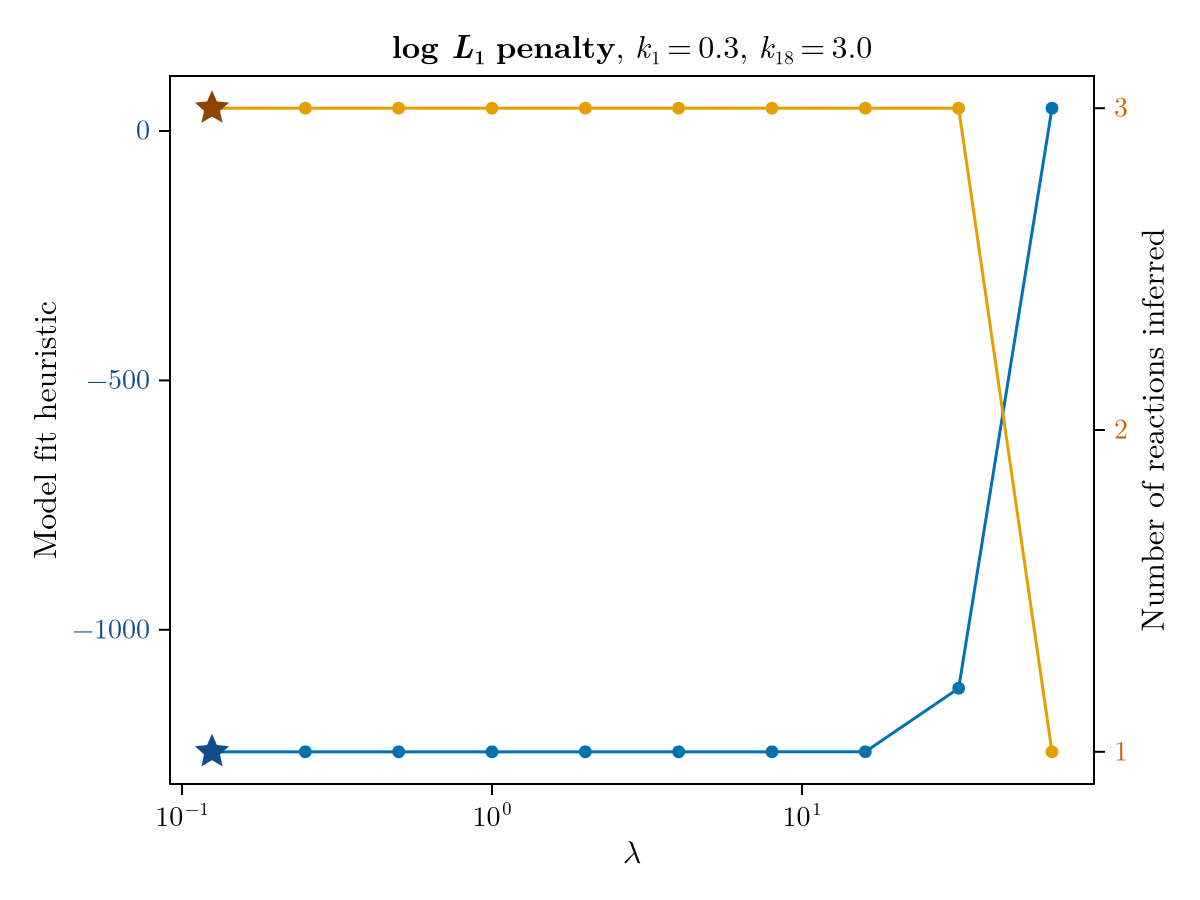 log L₁ penalty, k₁ = 0.3, k₁₈ = 3.0
0
−500
−1000
Model fit heuristic
3
2
1
Number of reactions inferred
10⁻¹
10⁰
10¹
λ